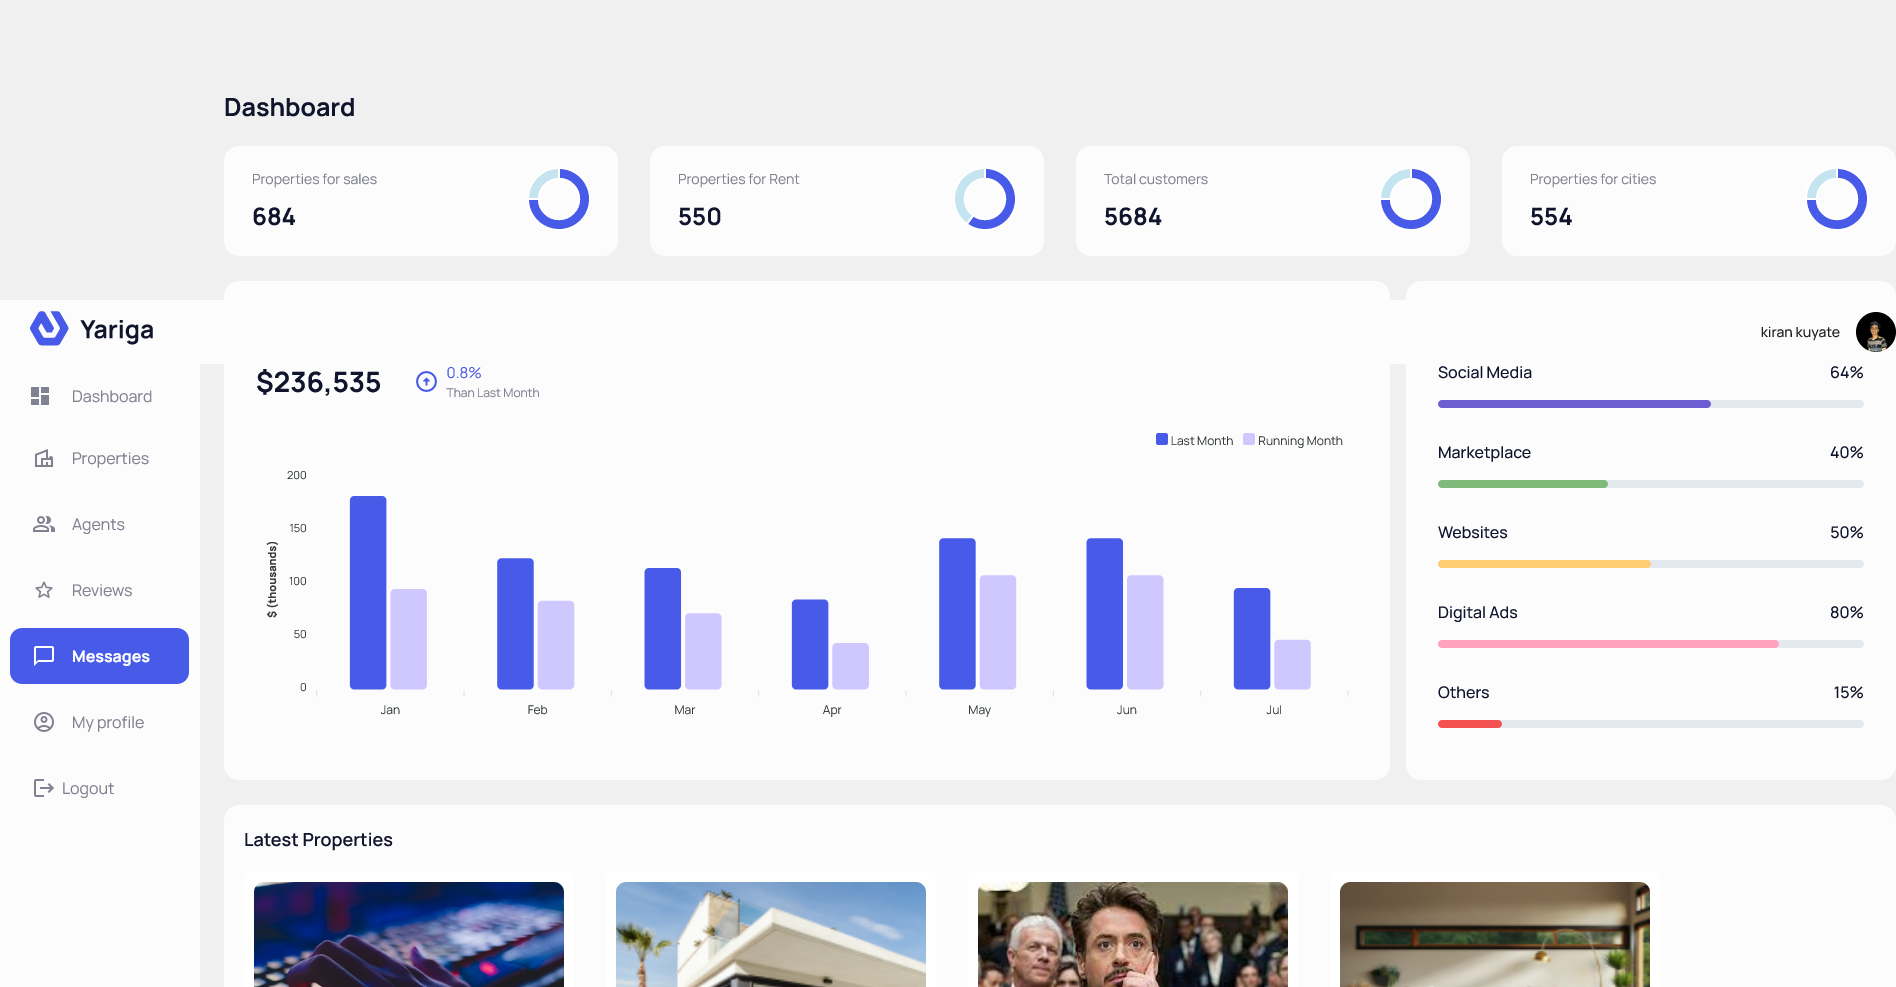 Dashboard
Properties for sales
684
Properties for Rent
550
Total customers
5684
Properties for cities
554
Yariga
kiran kuyate
Dashboard
Properties
Agents
Reviews
Messages
My profile
Logout
$236,535
0.8%
Than Last Month
Last Month
Running Month
$ (thousands)
200
150
100
50
0
Jan
Feb
Mar
Apr
May
Jun
Jul
Social Media
64%
Marketplace
40%
Websites
50%
Digital Ads
80%
Others
15%
Latest Properties